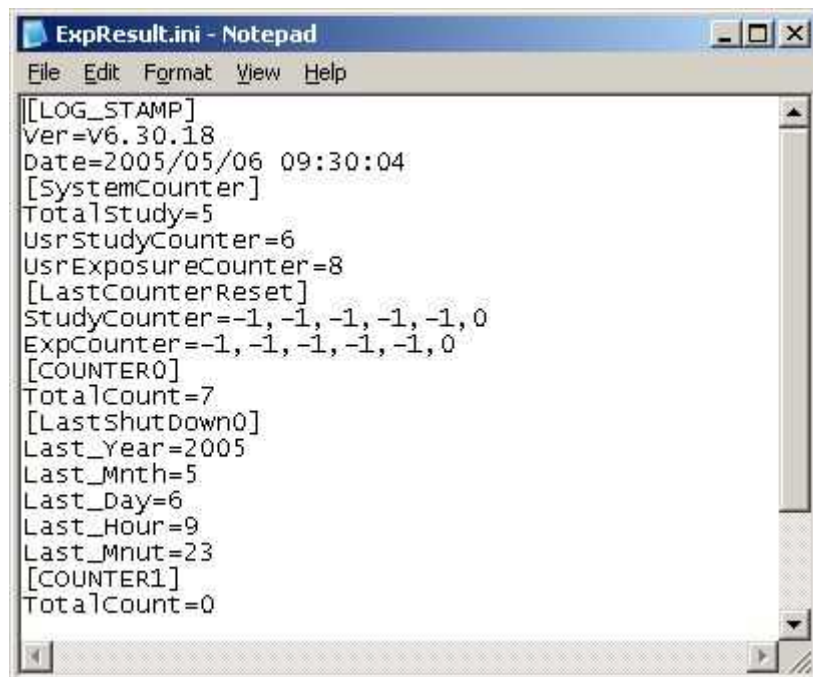 ExpResult.ini - Notepad
File Edit Format View Help
[LOG_STAMP]
Ver=V6.30.18
Date=2005/05/06 09:30:04
[SystemCounter]
TotalStudy=5
UsrStudyCounter=6
UsrExposureCounter=8
[LastCounterReset]
StudyCounter=-1,-1,-1,-1,-1,0
ExpCounter=-1,-1,-1,-1,-1,0
[COUNTER0]
TotalCount=7
[LastShutDown0]
Last_Year=2005
Last_Mnth=5
Last_Day=6
Last_Hour=9
Last_Mnut=23
[COUNTER1]
TotalCount=0